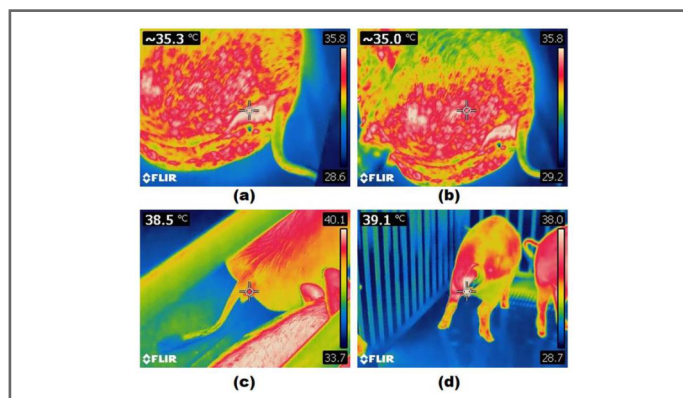 ~35.3 °C
35.8
28.6
FLIR
(a)
~35.0 °C
35.8
29.2
FLIR
(b)
38.5 °C
40.1
33.7
FLIR
(c)
39.1 °C
38.0
28.7
FLIR
(d)